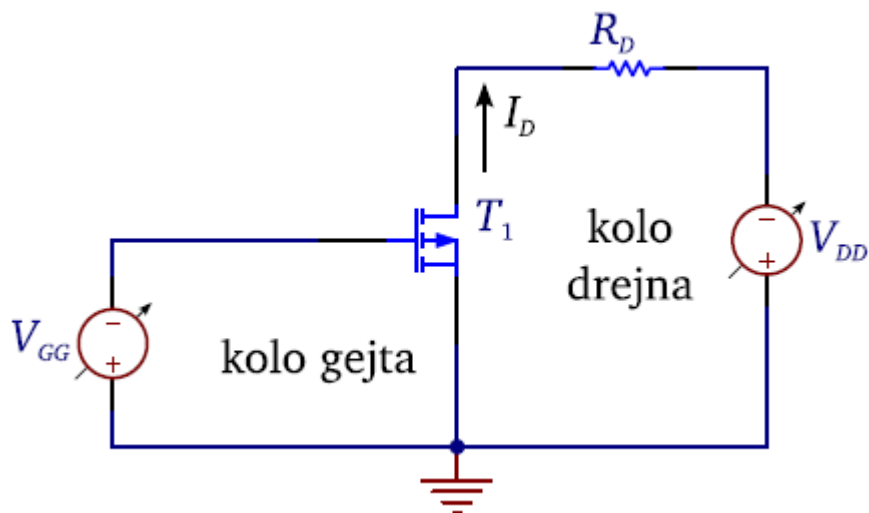 R_D
I_D
T_1
kolo
drejna
−
+
V_DD
−
+
V_GG
kolo gejta